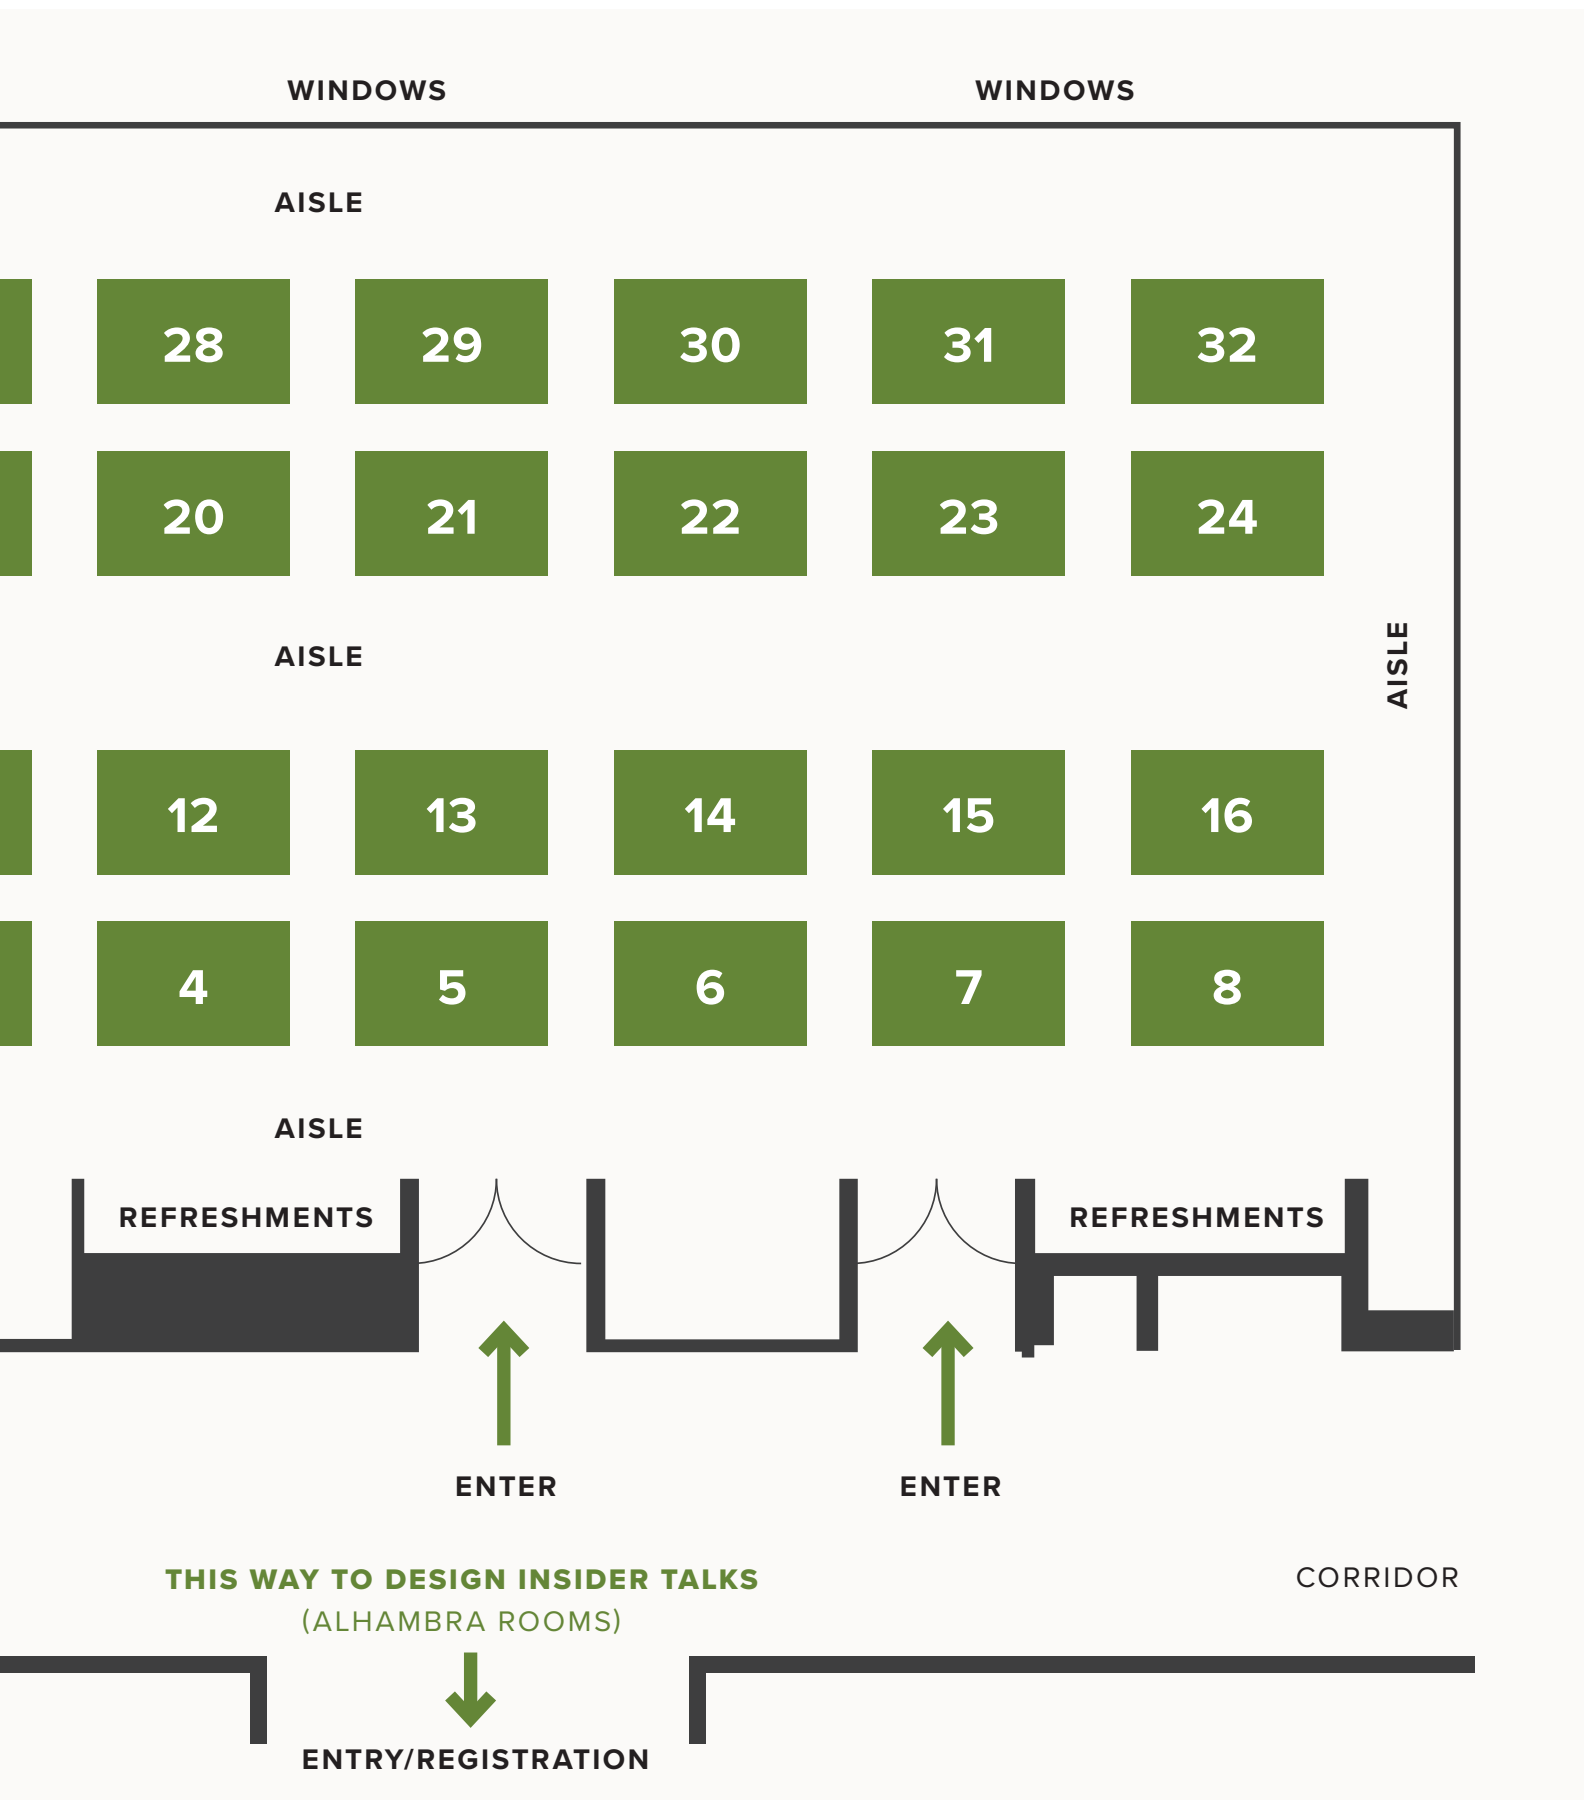 WINDOWS
WINDOWS
AISLE
28
29
30
31
32
20
21
22
23
24
AISLE
AISLE
12
13
14
15
16
4
5
6
7
8
AISLE
REFRESHMENTS
REFRESHMENTS
ENTER
ENTER
THIS WAY TO DESIGN INSIDER TALKS
(ALHAMBRA ROOMS)
CORRIDOR
ENTRY/REGISTRATION